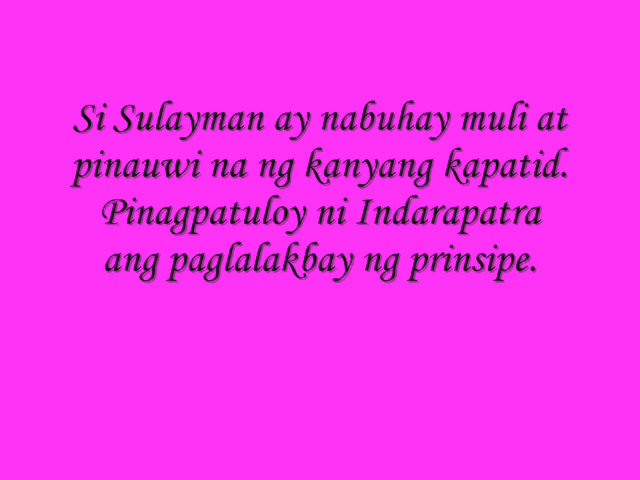 Si Sulayman ay nabuhay muli at
pinauwi na ng kanyang kapatid.
Pinagpatuloy ni Indarapatra
ang paglalakbay ng prinsipe.